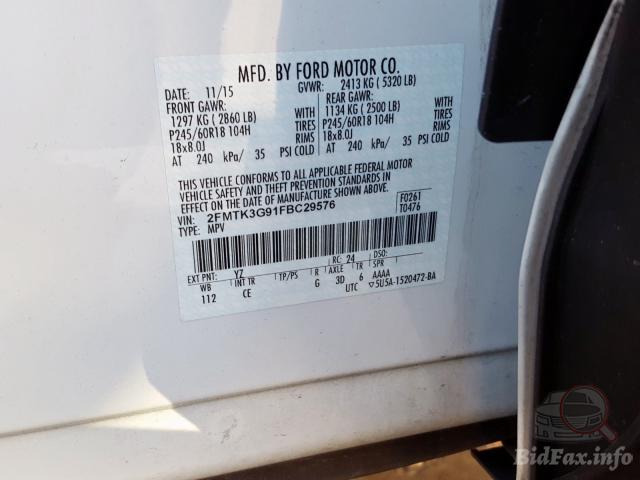 MFD. BY FORD MOTOR CO.
DATE: 11/15 GVWR: 2413 KG ( 5320 LB)
FRONT GAWR: REAR GAWR:
1297 KG ( 2860 LB) WITH 1134 KG ( 2500 LB) WITH
P245/60R18 104H TIRES P245/60R18 104H TIRES
18x8.0J RIMS 18x8.0J RIMS
AT 240 kPa/ 35 PSI COLD AT 240 kPa/ 35 PSI COLD
THIS VEHICLE CONFORMS TO ALL APPLICABLE FEDERAL MOTOR
VEHICLE SAFETY AND THEFT PREVENTION STANDARDS IN
EFFECT ON THE DATE OF MANUFACTURE SHOWN ABOVE.
VIN: 2FMTK3G91FBC29576 F0261
TYPE: MPV T0476
EXT PNT: YZ RC: 24 DSO:
WB INT TR TP/PS R AXLE TR SPR
112 CE G 3D 6 AAAA
UTC ▽5U5A-1520472-BA
BidFax.info